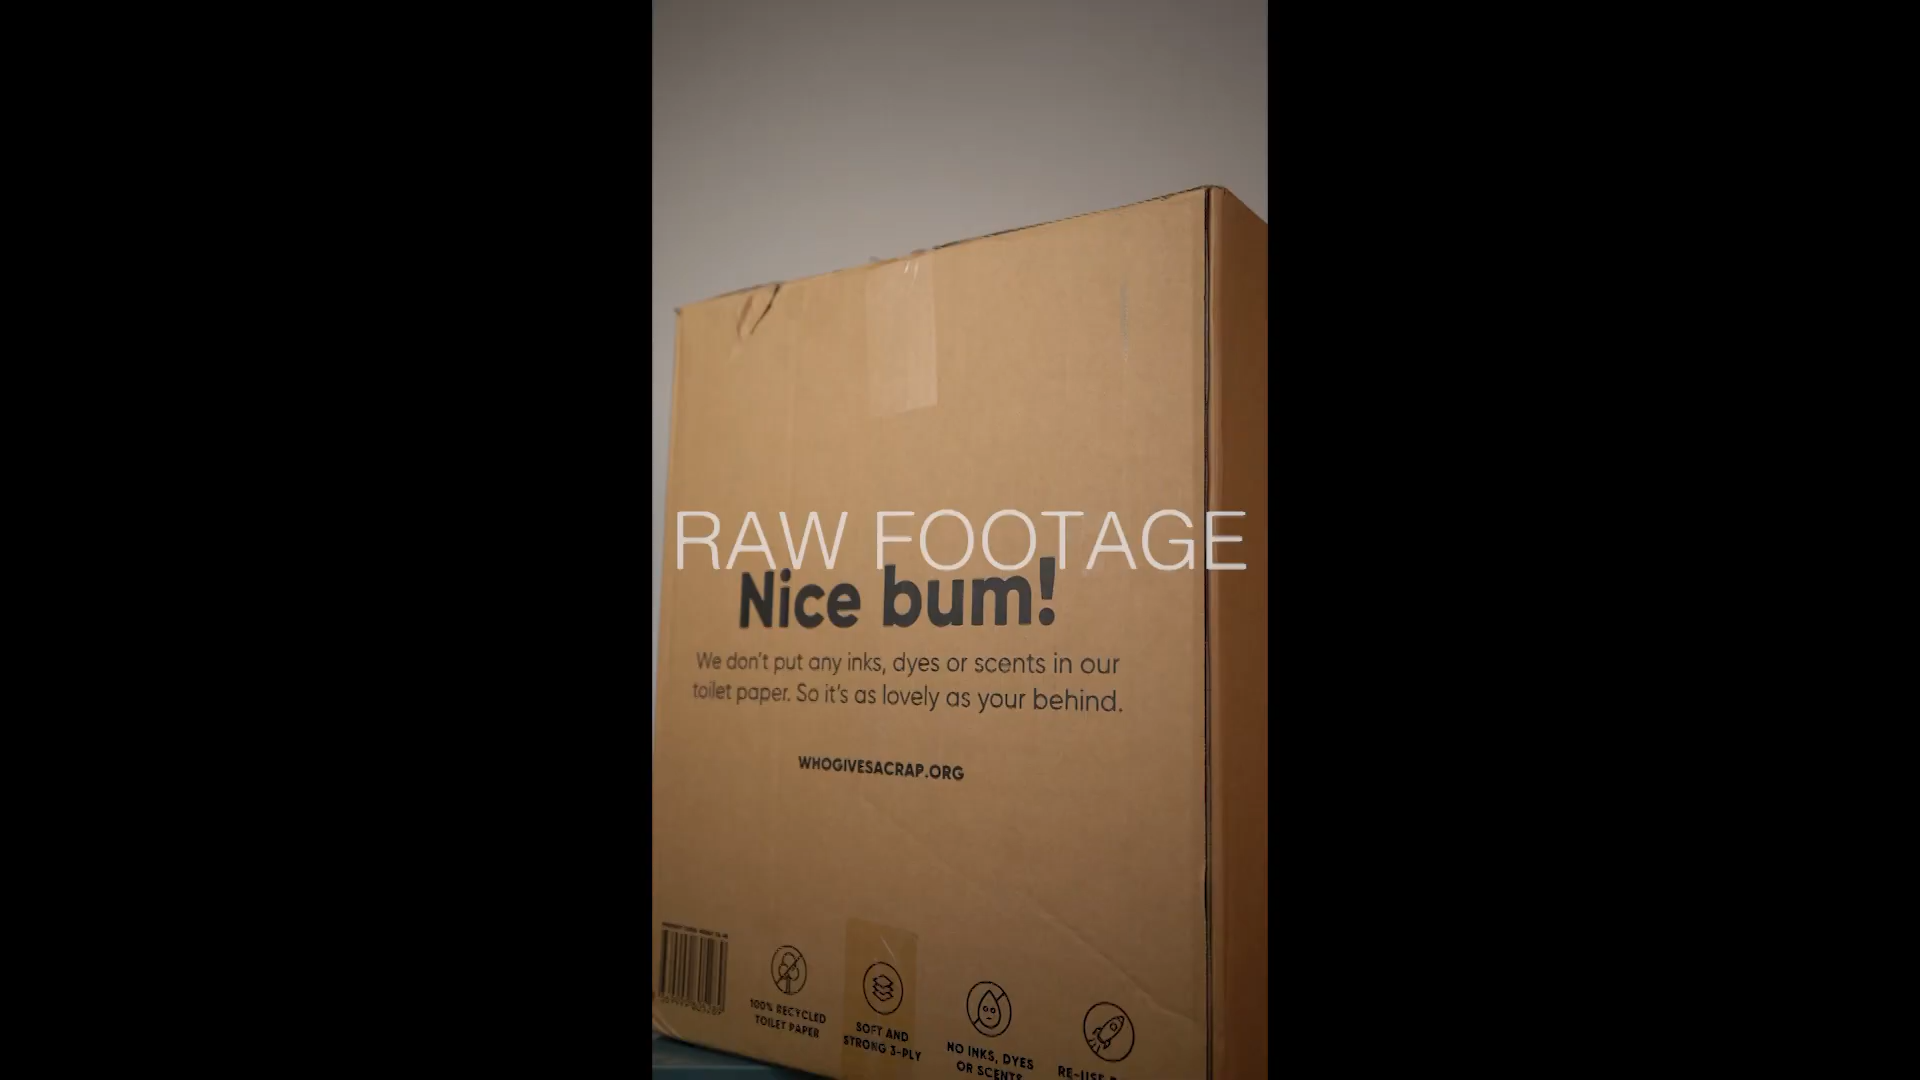 RAW FOOTAGE
Nice bum!
We don't put any inks, dyes or scents in our
toilet paper. So it's as lovely as your behind.
WHOGIVESACRAP.ORG
100% RECYCLED
TOILET PAPER
SOFT AND
STRONG 3-PLY
NO INKS, DYES
OR SCENTS
RE-USE